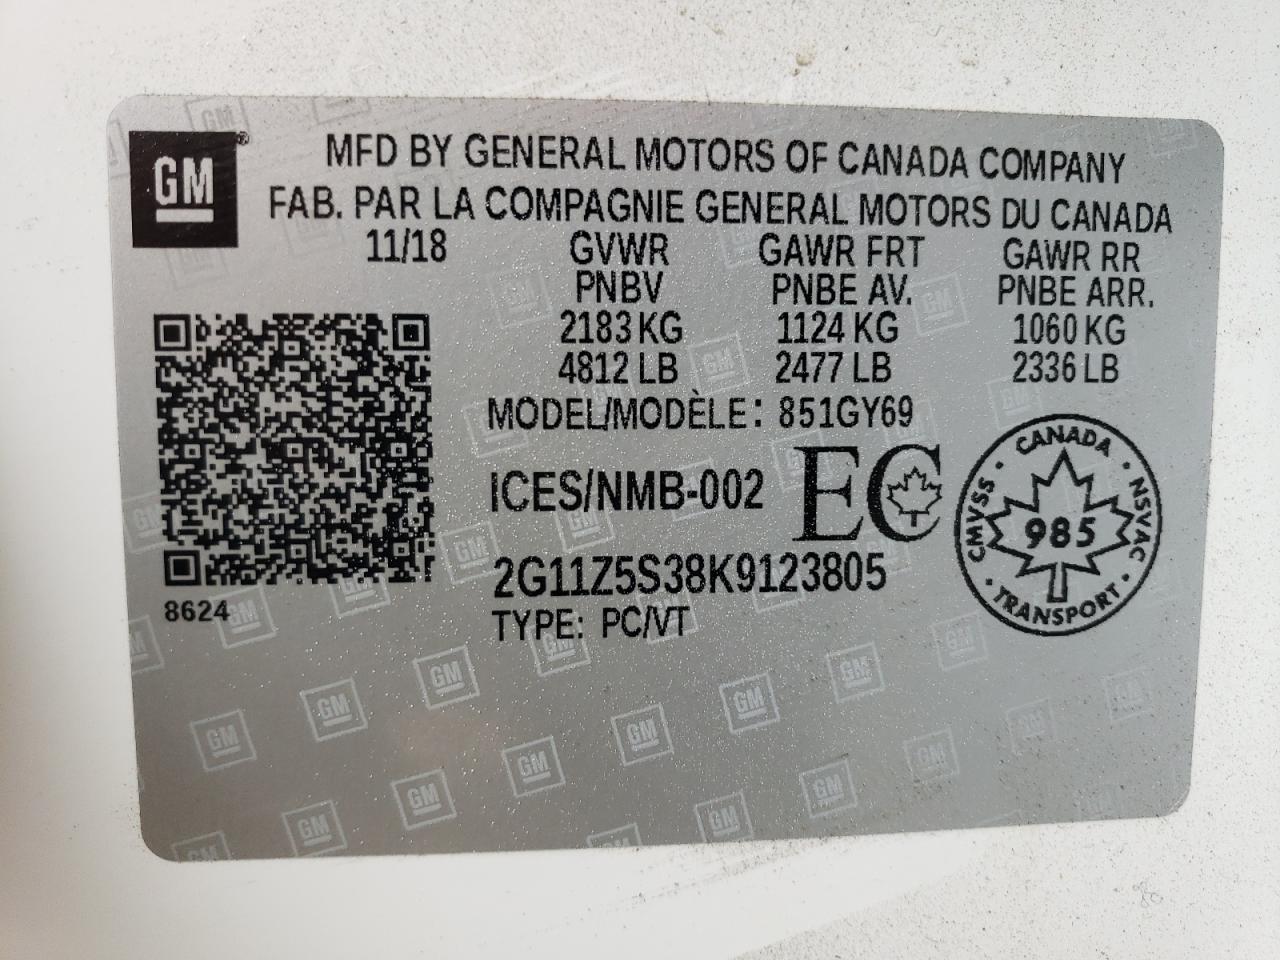 GM
MFD BY GENERAL MOTORS OF CANADA COMPANY
FAB. PAR LA COMPAGNIE GENERAL MOTORS DU CANADA
11/18 GVWR GAWR FRT GAWR RR
PNBV PNBE AV. PNBE ARR.
2183 KG 1124 KG 1060 KG
4812 LB 2477 LB 2336 LB
MODEL/MODÈLE: 851GY69
ICES/NMB-002 EC
CANADA
CMVSS 985 NSVAC
TRANSPORT
2G11Z5S38K9123805
8624
TYPE: PC/VT